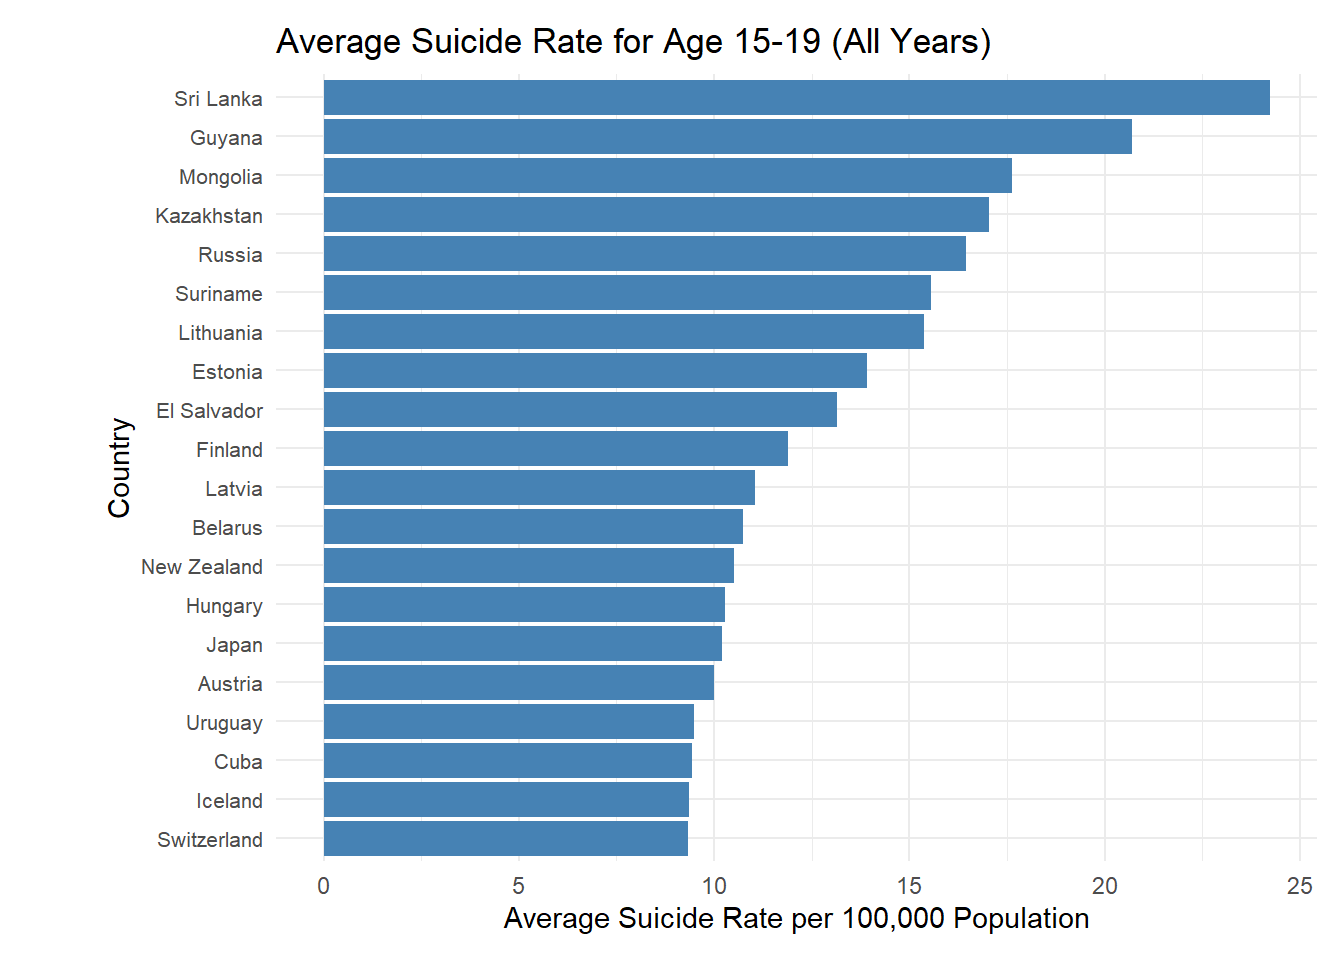 Average Suicide Rate for Age 15-19 (All Years)
Sri Lanka
Guyana
Mongolia
Kazakhstan
Russia
Suriname
Lithuania
Estonia
El Salvador
Finland
Latvia
Belarus
New Zealand
Hungary
Japan
Austria
Uruguay
Cuba
Iceland
Switzerland
Country
0 5 10 15 20 25
Average Suicide Rate per 100,000 Population